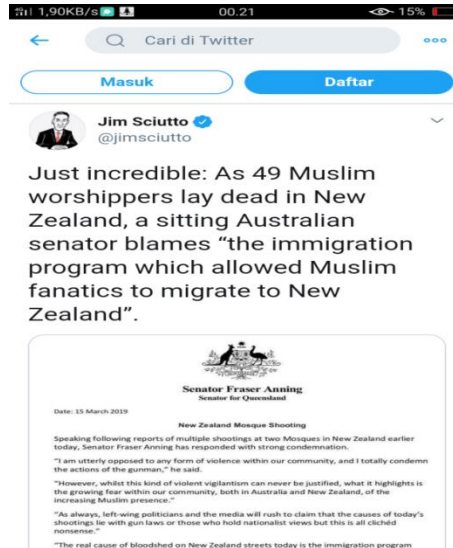 1,90KB/s
00.21
15%
Cari di Twitter
Masuk
Daftar
Jim Sciutto
@jimsciutto
Just incredible: As 49 Muslim
worshippers lay dead in New
Zealand, a sitting Australian
senator blames “the immigration
program which allowed Muslim
fanatics to migrate to New
Zealand”.
Senator Fraser Anning
Senator for Queensland
Date: 15 March 2019
New Zealand Mosque Shooting
Speaking following reports of multiple shootings at two Mosques in New Zealand earlier
today, Senator Fraser Anning has responded with strong condemnation.
"I am utterly opposed to any form of violence within our community, and I totally condemn
the actions of the gunman," he said.
"However, whilst this kind of violent vigilantism can never be justified, what it highlights is
the growing fear within our community, both in Australia and New Zealand, of the
increasing Muslim presence."
"As always, left-wing politicians and the media will rush to claim that the causes of today's
shootings lie with gun laws or those who hold nationalist views but this is all clichéd
nonsense."
"The real cause of bloodshed on New Zealand streets today is the immigration program